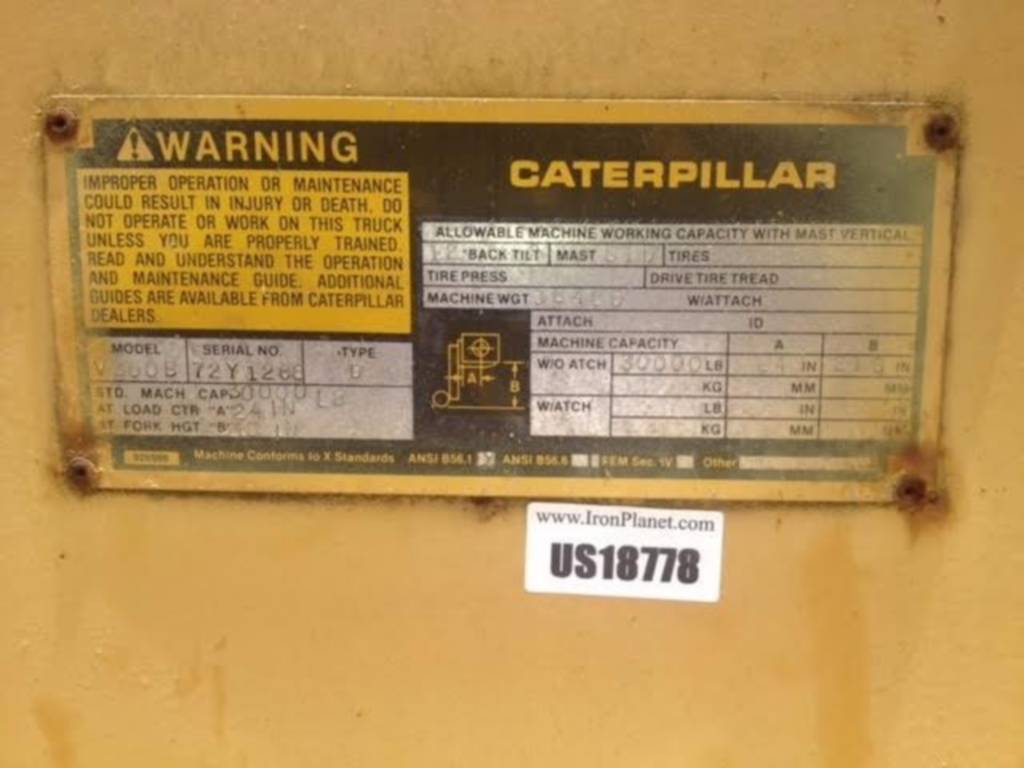 WARNING
IMPROPER OPERATION OR MAINTENANCE
COULD RESULT IN INJURY OR DEATH. DO
NOT OPERATE OR WORK ON THIS TRUCK
UNLESS YOU ARE PROPERLY TRAINED.
READ AND UNDERSTAND THE OPERATION
AND MAINTENANCE GUIDE. ADDITIONAL
GUIDES ARE AVAILABLE FROM CATERPILLAR
DEALERS.
MODEL SERIAL NO. TYPE
D
STD. MACH CAP. 30000 LB
AT LOAD CTR "A" 24 IN
AT FORK HGT "B"
CATERPILLAR
ALLOWABLE MACHINE WORKING CAPACITY WITH MAST VERTICAL
°BACK TILT MAST TIRES
TIRE PRESS DRIVE TIRE TREAD
MACHINE WGT W/ATTACH
ATTACH ID
MACHINE CAPACITY A B
W/O ATCH 30000 LB 24 IN IN
KG MM MM
W/ATCH LB IN IN
KG MM MM
A
B
Machine Conforms to X Standards ANSI B56.1 ANSI B56.6 FEM Sec. 1V Other
www.IronPlanet.com
US18778